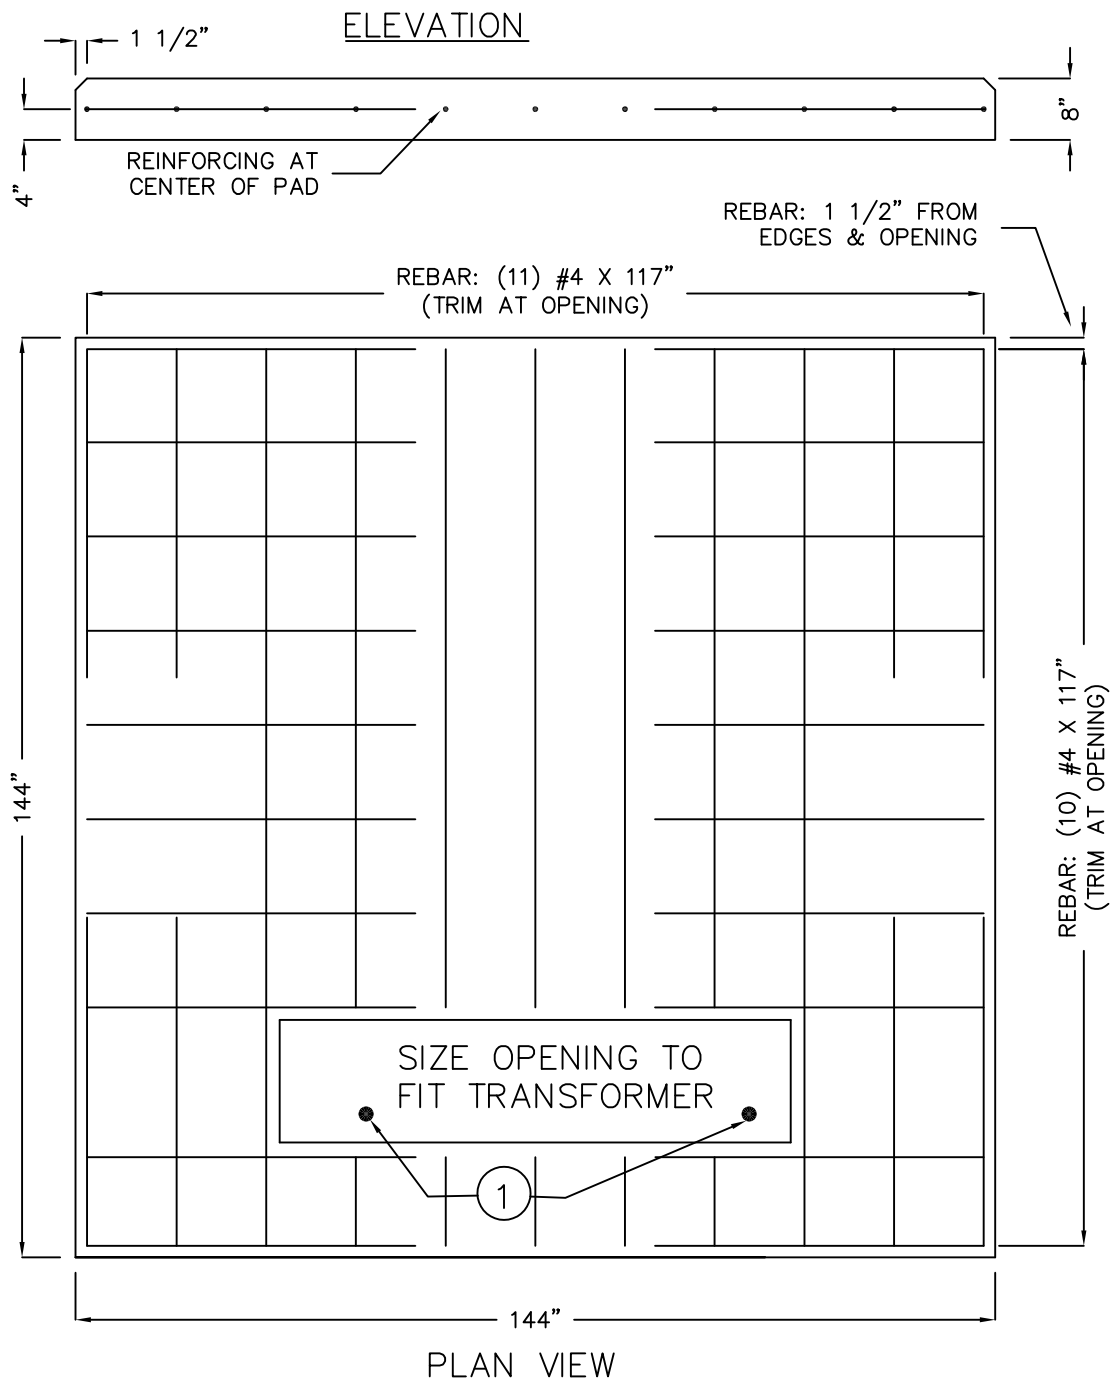 ELEVATION
1 1/2”
8”
4”
REINFORCING AT
CENTER OF PAD
REBAR: 1 1/2” FROM
EDGES & OPENING
REBAR: (11) #4 X 117”
(TRIM AT OPENING)
144”
REBAR: (10) #4 X 117”
(TRIM AT OPENING)
SIZE OPENING TO
FIT TRANSFORMER
1
144”
PLAN VIEW